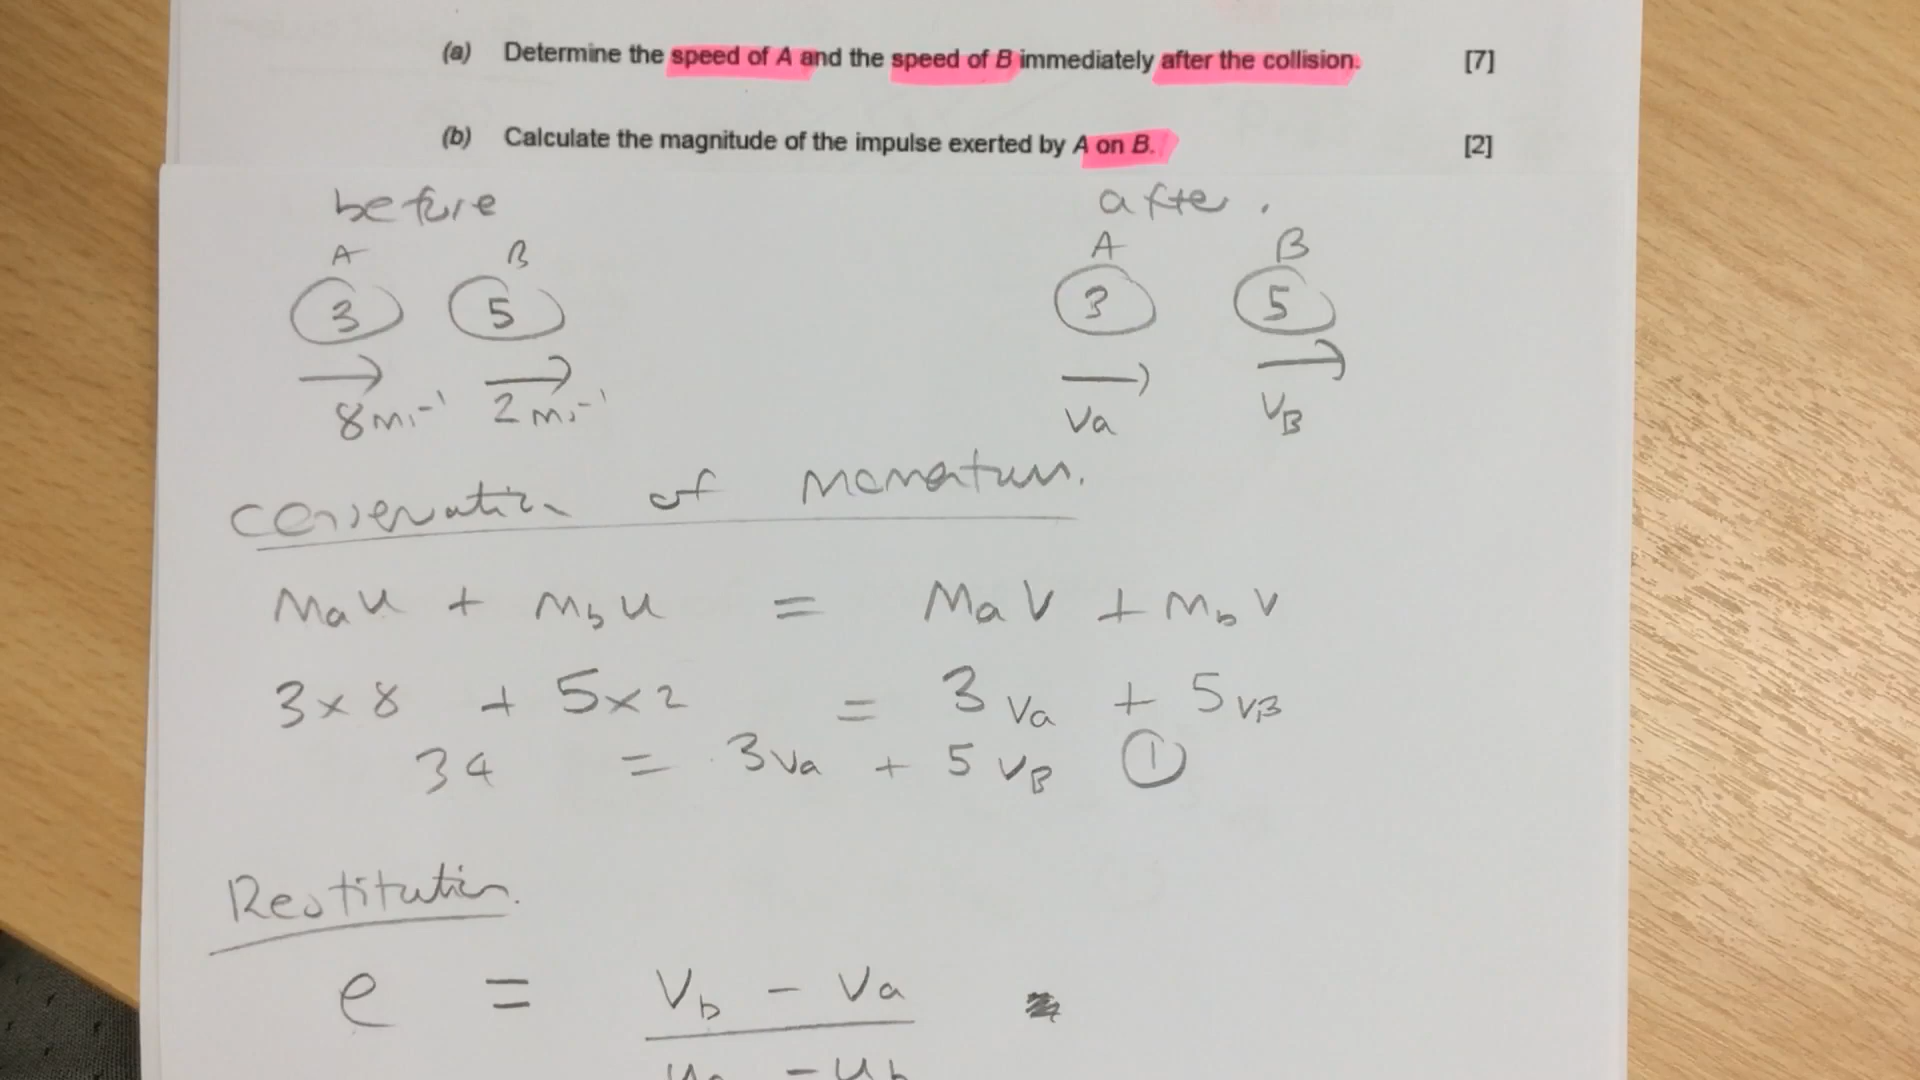 (a) Determine the speed of A and the speed of B immediately after the collision. [7]
(b) Calculate the magnitude of the impulse exerted by A on B. [2]
before after.
A B A B
3 5 3 5
8ms⁻¹ 2ms⁻¹ Va VB
Conservation of Momentum.
Mau + mbu = MaV + mbV
3×8 + 5×2 = 3Va + 5VB
34 = 3Va + 5VB ①
Restitution.
e = Vb - Va
ua - ub